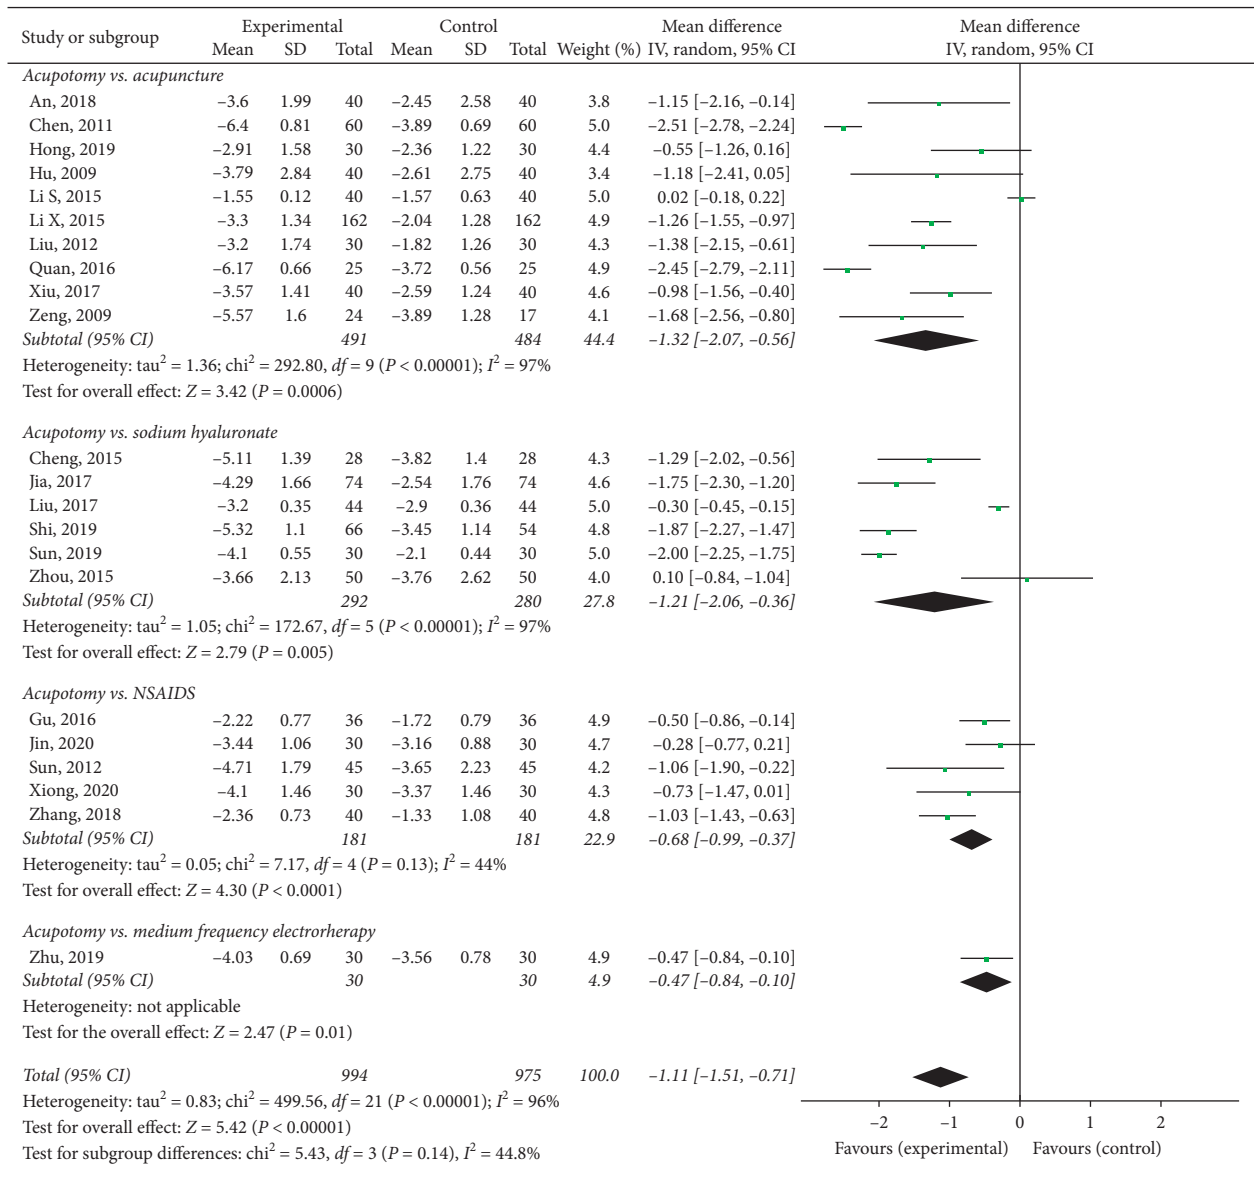 Study or subgroup Experimental Control Mean difference Mean difference
Mean SD Total Mean SD Total Weight (%) IV, random, 95% CI IV, random, 95% CI
Acupotomy vs. acupuncture
An, 2018 –3.6 1.99 40 –2.45 2.58 40 3.8 –1.15 [–2.16, –0.14]
Chen, 2011 –6.4 0.81 60 –3.89 0.69 60 5.0 –2.51 [–2.78, –2.24]
Hong, 2019 –2.91 1.58 30 –2.36 1.22 30 4.4 –0.55 [–1.26, 0.16]
Hu, 2009 –3.79 2.84 40 –2.61 2.75 40 3.4 –1.18 [–2.41, 0.05]
Li S, 2015 –1.55 0.12 40 –1.57 0.63 40 5.0 0.02 [–0.18, 0.22]
Li X, 2015 –3.3 1.34 162 –2.04 1.28 162 4.9 –1.26 [–1.55, –0.97]
Liu, 2012 –3.2 1.74 30 –1.82 1.26 30 4.3 –1.38 [–2.15, –0.61]
Quan, 2016 –6.17 0.66 25 –3.72 0.56 25 4.9 –2.45 [–2.79, –2.11]
Xiu, 2017 –3.57 1.41 40 –2.59 1.24 40 4.6 –0.98 [–1.56, –0.40]
Zeng, 2009 –5.57 1.6 24 –3.89 1.28 17 4.1 –1.68 [–2.56, –0.80]
Subtotal (95% CI) 491 484 44.4 –1.32 [–2.07, –0.56]
Heterogeneity: tau² = 1.36; chi² = 292.80, df = 9 (P < 0.00001); I² = 97%
Test for overall effect: Z = 3.42 (P = 0.0006)
Acupotomy vs. sodium hyaluronate
Cheng, 2015 –5.11 1.39 28 –3.82 1.4 28 4.3 –1.29 [–2.02, –0.56]
Jia, 2017 –4.29 1.66 74 –2.54 1.76 74 4.6 –1.75 [–2.30, –1.20]
Liu, 2017 –3.2 0.35 44 –2.9 0.36 44 5.0 –0.30 [–0.45, –0.15]
Shi, 2019 –5.32 1.1 66 –3.45 1.14 54 4.8 –1.87 [–2.27, –1.47]
Sun, 2019 –4.1 0.55 30 –2.1 0.44 30 5.0 –2.00 [–2.25, –1.75]
Zhou, 2015 –3.66 2.13 50 –3.76 2.62 50 4.0 0.10 [–0.84, –1.04]
Subtotal (95% CI) 292 280 27.8 –1.21 [–2.06, –0.36]
Heterogeneity: tau² = 1.05; chi² = 172.67, df = 5 (P < 0.00001); I² = 97%
Test for overall effect: Z = 2.79 (P = 0.005)
Acupotomy vs. NSAIDS
Gu, 2016 –2.22 0.77 36 –1.72 0.79 36 4.9 –0.50 [–0.86, –0.14]
Jin, 2020 –3.44 1.06 30 –3.16 0.88 30 4.7 –0.28 [–0.77, 0.21]
Sun, 2012 –4.71 1.79 45 –3.65 2.23 45 4.2 –1.06 [–1.90, –0.22]
Xiong, 2020 –4.1 1.46 30 –3.37 1.46 30 4.3 –0.73 [–1.47, 0.01]
Zhang, 2018 –2.36 0.73 40 –1.33 1.08 40 4.8 –1.03 [–1.43, –0.63]
Subtotal (95% CI) 181 181 22.9 –0.68 [–0.99, –0.37]
Heterogeneity: tau² = 0.05; chi² = 7.17, df = 4 (P = 0.13); I² = 44%
Test for overall effect: Z = 4.30 (P < 0.0001)
Acupotomy vs. medium frequency electrorherapy
Zhu, 2019 –4.03 0.69 30 –3.56 0.78 30 4.9 –0.47 [–0.84, –0.10]
Subtotal (95% CI) 30 30 4.9 –0.47 [–0.84, –0.10]
Heterogeneity: not applicable
Test for the overall effect: Z = 2.47 (P = 0.01)
Total (95% CI) 994 975 100.0 –1.11 [–1.51, –0.71]
Heterogeneity: tau² = 0.83; chi² = 499.56, df = 21 (P < 0.00001); I² = 96%
Test for overall effect: Z = 5.42 (P < 0.00001)
Test for subgroup differences: chi² = 5.43, df = 3 (P = 0.14), I² = 44.8%
–2 –1 0 1 2
Favours (experimental) Favours (control)